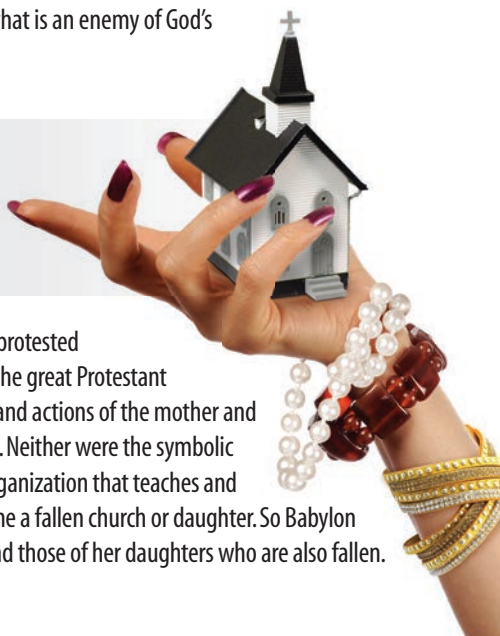 hat is an enemy of God’s
protested
he great Protestant
and actions of the mother and
. Neither were the symbolic
ganization that teaches and
ne a fallen church or daughter. So Babylon
d those of her daughters who are also fallen.